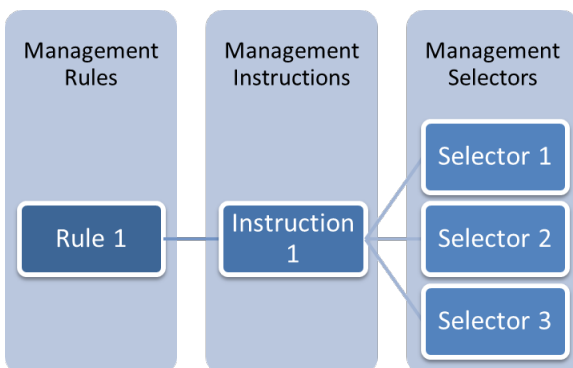 Management
Rules
Management
Instructions
Management
Selectors
Rule 1
Instruction
1
Selector 1
Selector 2
Selector 3